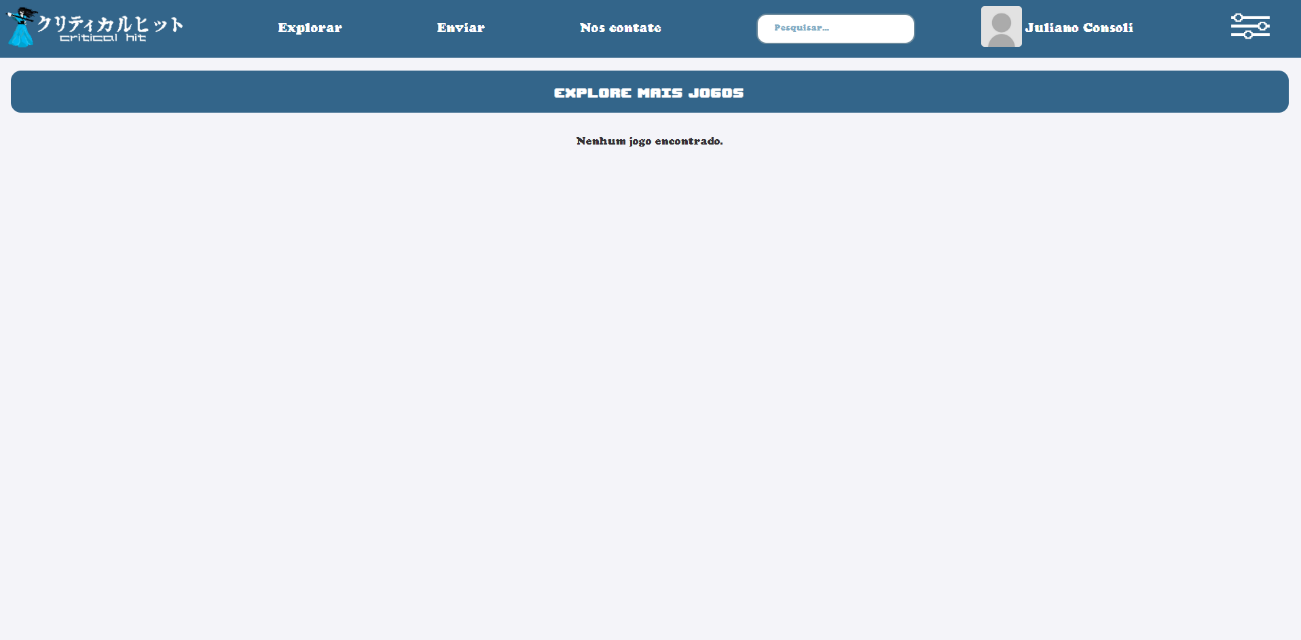 クリティカルヒット
critical hit
Explorar
Enviar
Nos contate
Pesquisar...
Juliano Consoli
EXPLORE MAIS JOGOS
Nenhum jogo encontrado.